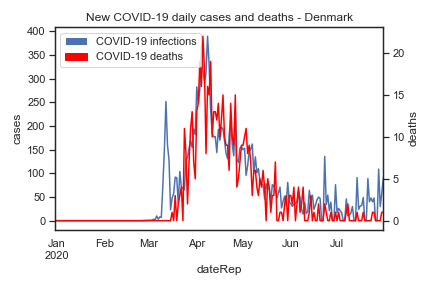 New COVID-19 daily cases and deaths - Denmark
COVID-19 infections
COVID-19 deaths
400
350
300
250
200
150
100
50
0
cases
20
15
10
5
0
deaths
Jan Feb Mar Apr May Jun Jul
2020
dateRep